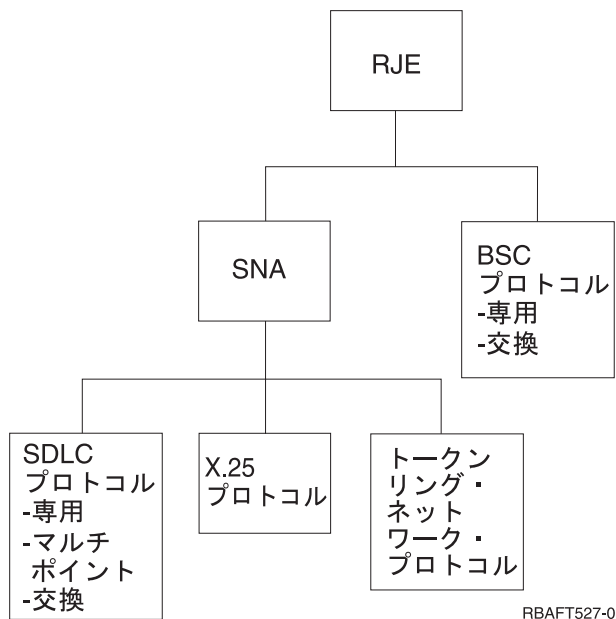 RJE
SNA
BSC
プロトコル
-専用
-交換
SDLC
プロトコル
-専用
-マルチ
ポイント
-交換
X.25
プロトコル
トークン
リング・
ネット
ワーク・
プロトコル
RBAFT527-0